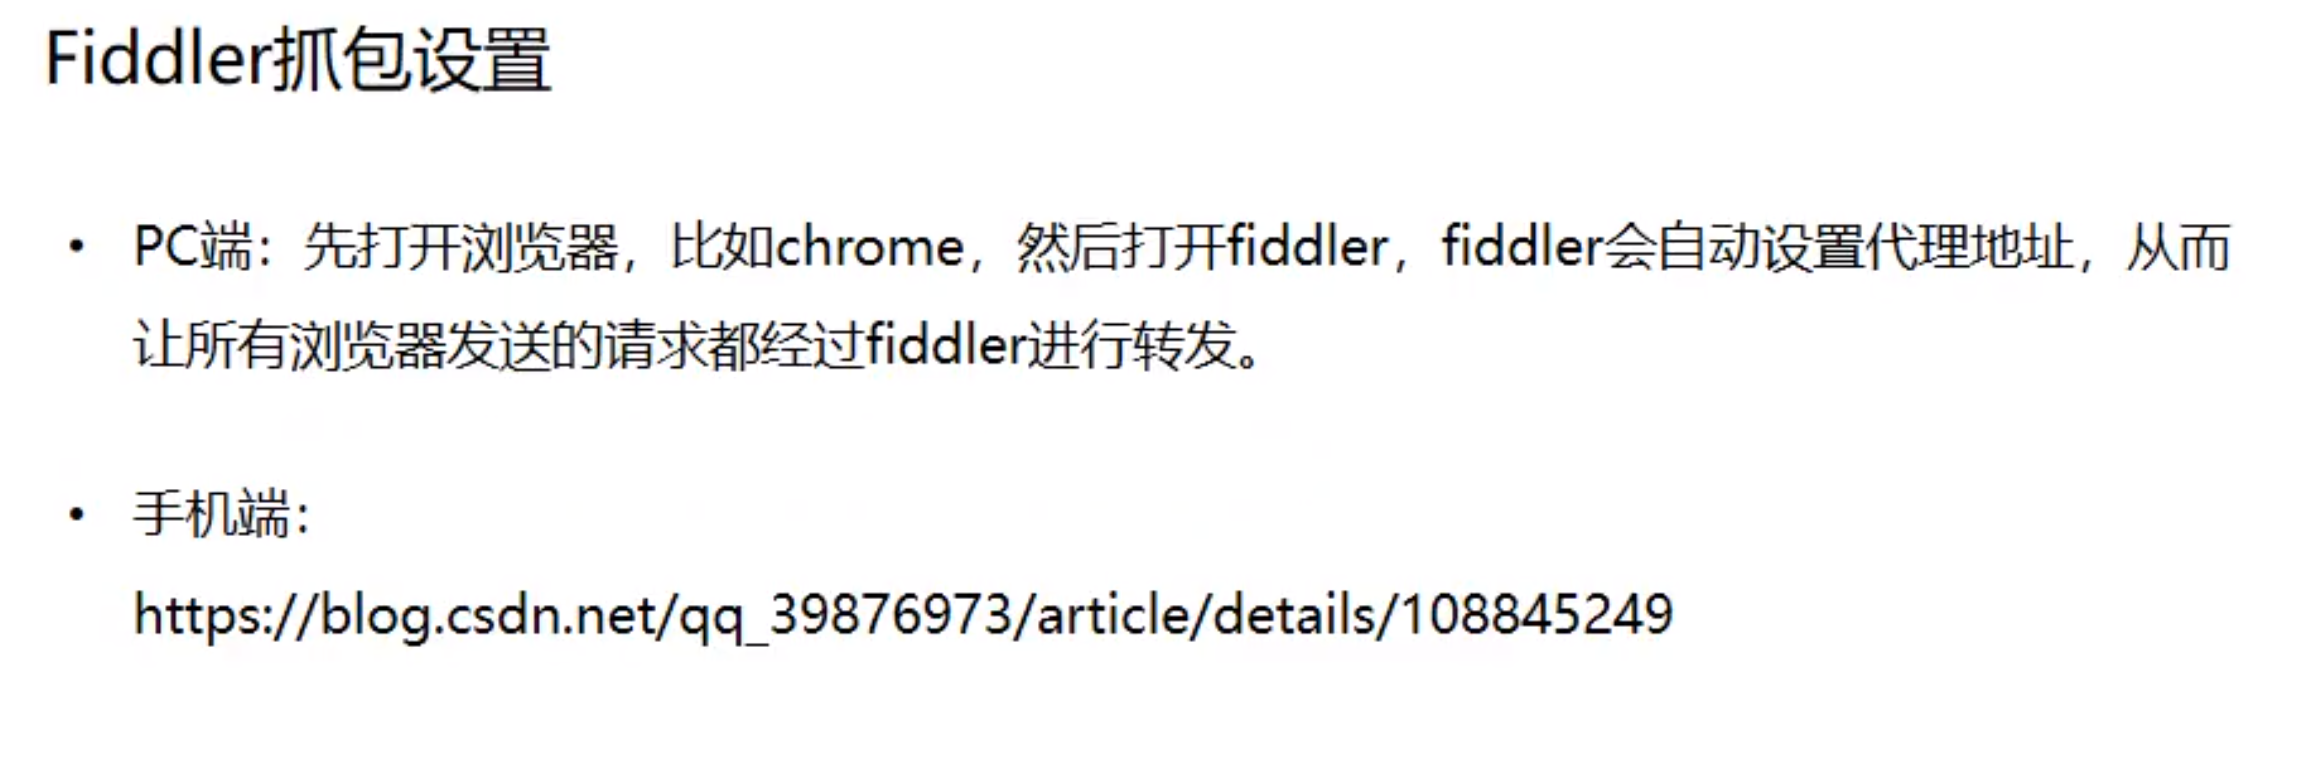 Fiddler抓包设置
• PC端：先打开浏览器，比如chrome，然后打开fiddler，fiddler会自动设置代理地址，从而
让所有浏览器发送的请求都经过fiddler进行转发。
• 手机端：
https://blog.csdn.net/qq_39876973/article/details/108845249